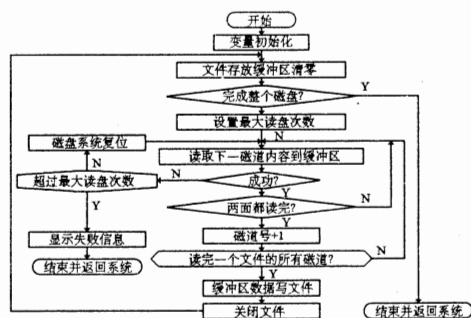 开始
变量初始化
文件存放缓冲区清零
完成整个磁盘?
Y
设置最大读盘次数
N
磁盘系统复位
读取下一磁道内容到缓冲区
N
成功?
N
超过最大读盘次数
Y
N
两面都读完?
Y
Y
显示失败信息
磁道号+1
N
结束并返回系统
读完一个文件的所有磁道?
Y
缓冲区数据写文件
关闭文件
结束并返回系统